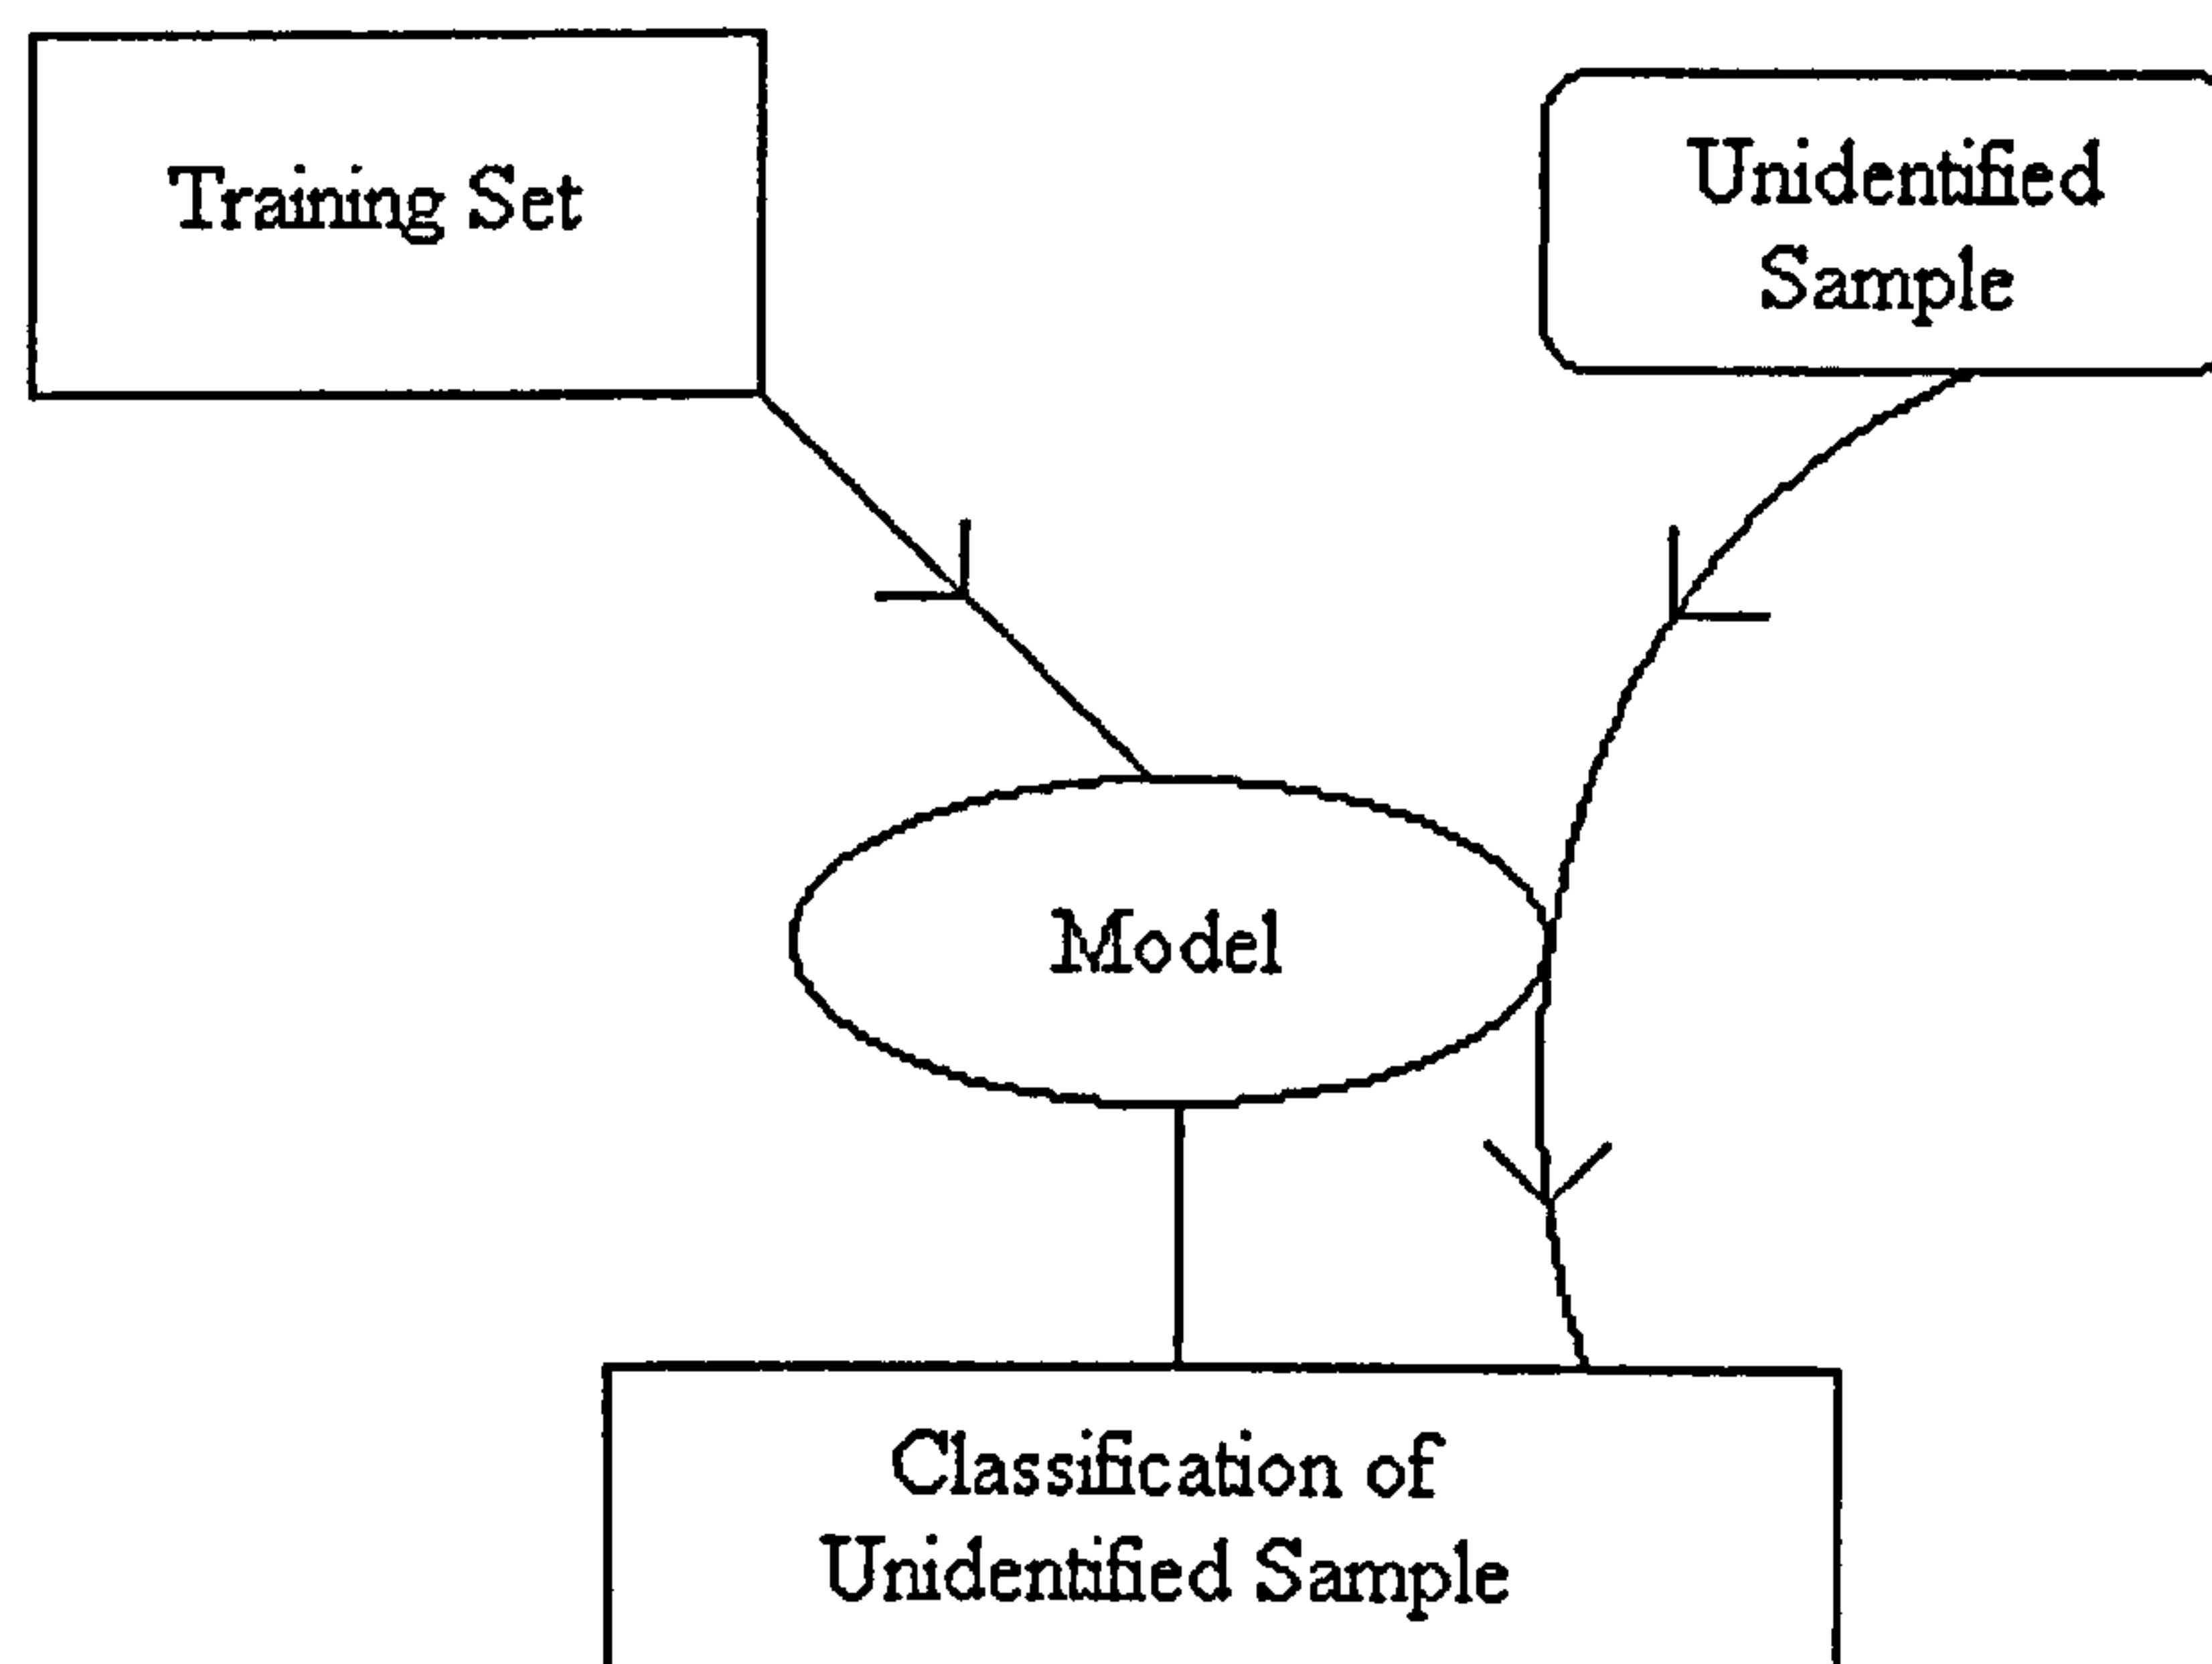 Training Set
Unidentified
Sample
Model
Classification of
Unidentified Sample